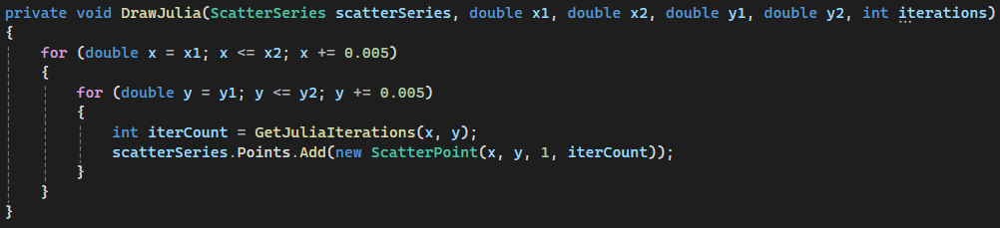 private void DrawJulia(ScatterSeries scatterSeries, double x1, double x2, double y1, double y2, int iterations)
{
    for (double x = x1; x <= x2; x += 0.005)
    {
        for (double y = y1; y <= y2; y += 0.005)
        {
            int iterCount = GetJuliaIterations(x, y);
            scatterSeries.Points.Add(new ScatterPoint(x, y, 1, iterCount));
        }
    }
}